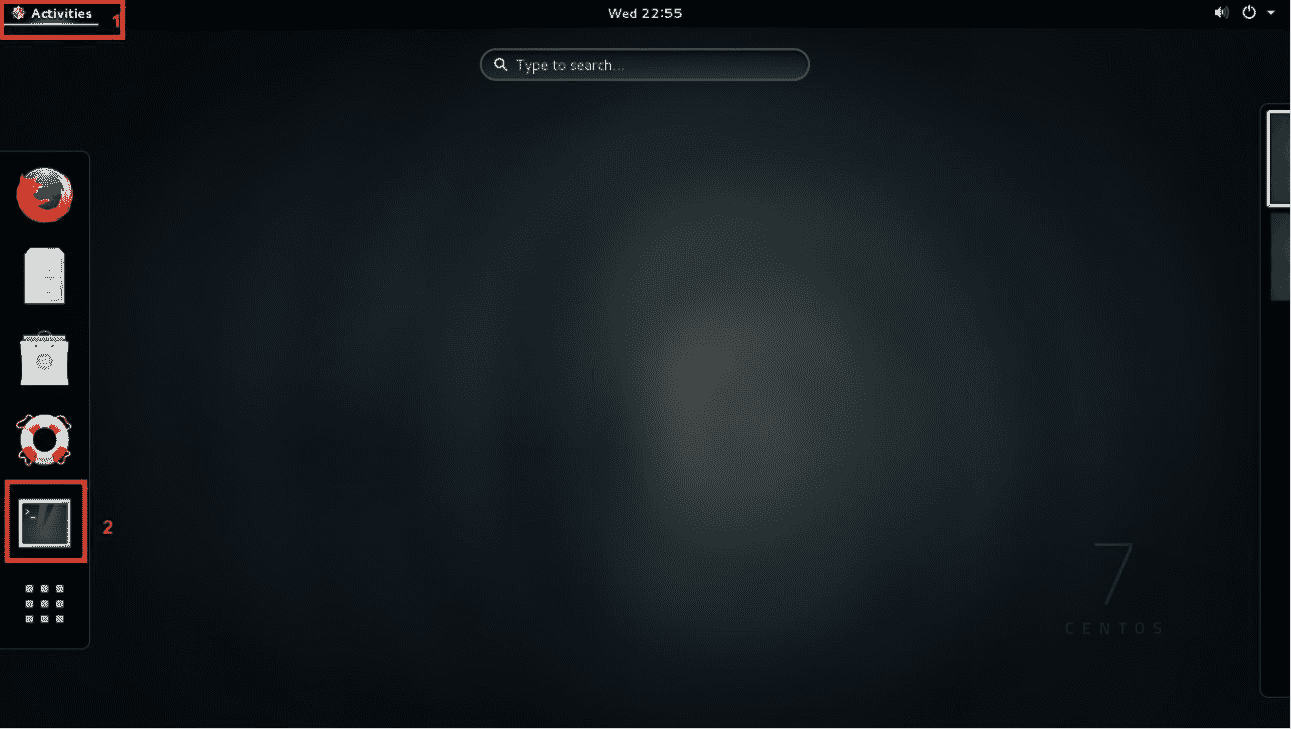 Activities
1
Wed 22:55
Type to search...
>_
2
7
CENTOS